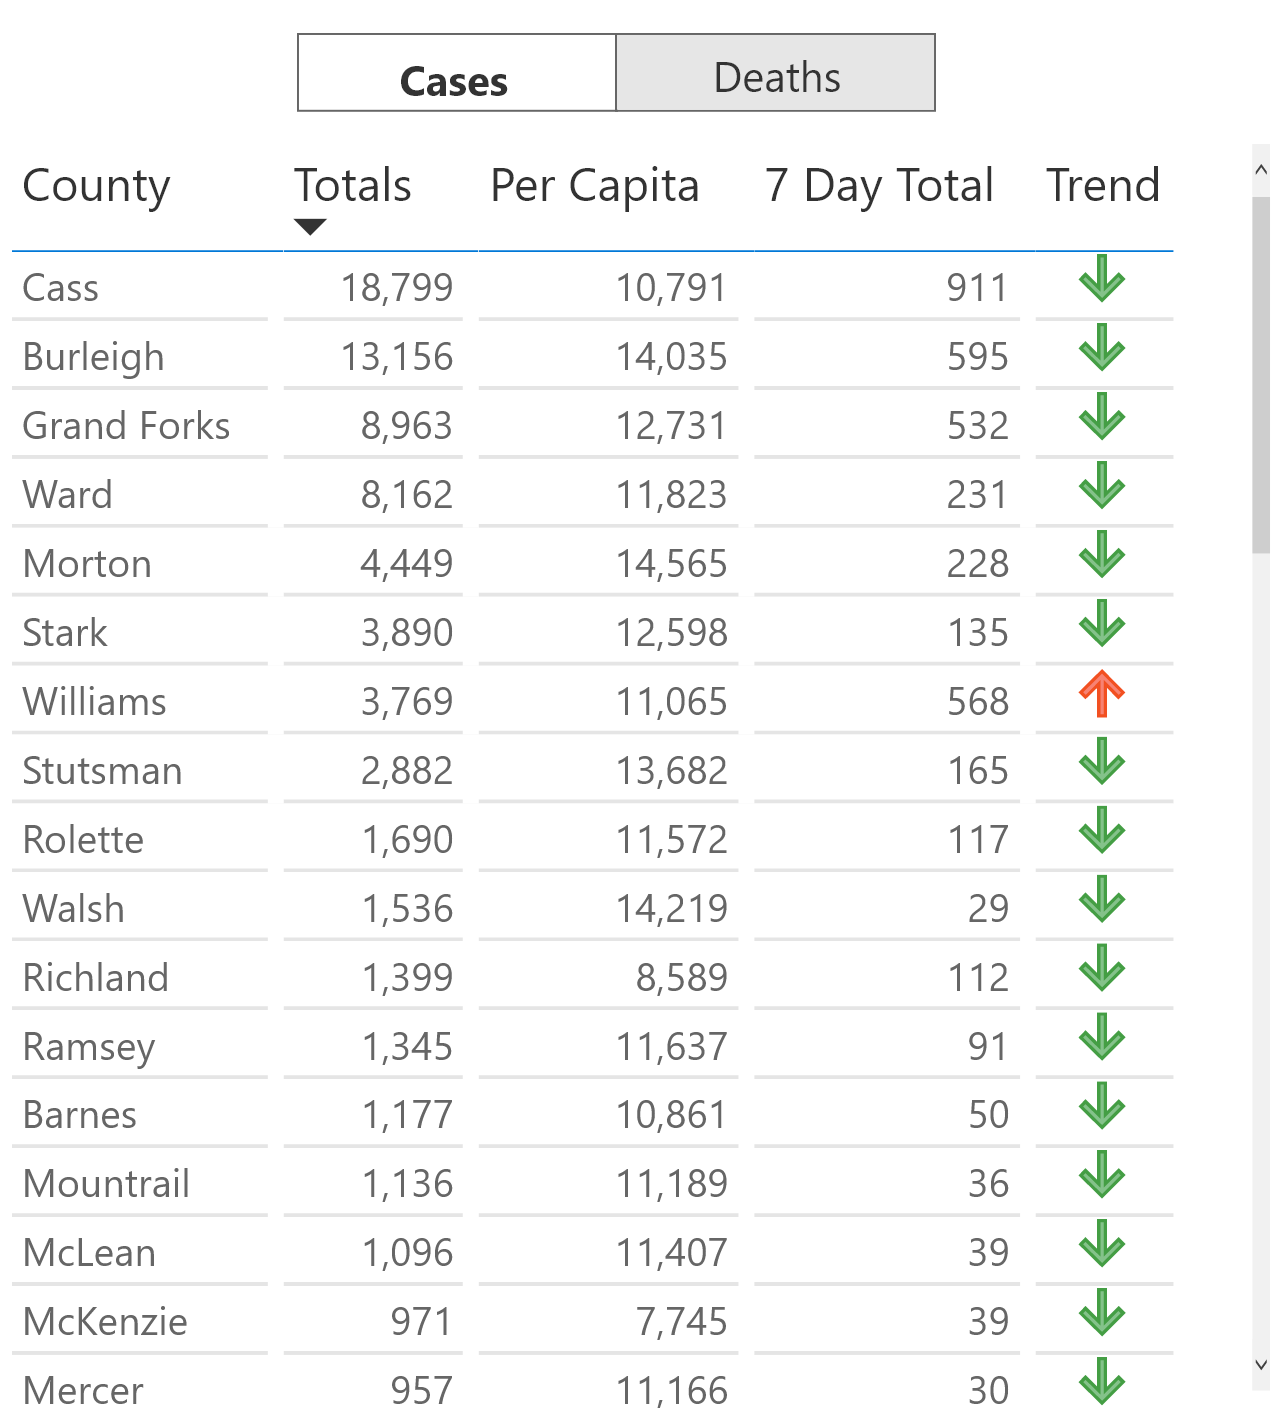 Cases Deaths
County Totals Per Capita 7 Day Total Trend
Cass 18,799 10,791 911
Burleigh 13,156 14,035 595
Grand Forks 8,963 12,731 532
Ward 8,162 11,823 231
Morton 4,449 14,565 228
Stark 3,890 12,598 135
Williams 3,769 11,065 568
Stutsman 2,882 13,682 165
Rolette 1,690 11,572 117
Walsh 1,536 14,219 29
Richland 1,399 8,589 112
Ramsey 1,345 11,637 91
Barnes 1,177 10,861 50
Mountrail 1,136 11,189 36
McLean 1,096 11,407 39
McKenzie 971 7,745 39
Mercer 957 11,166 30